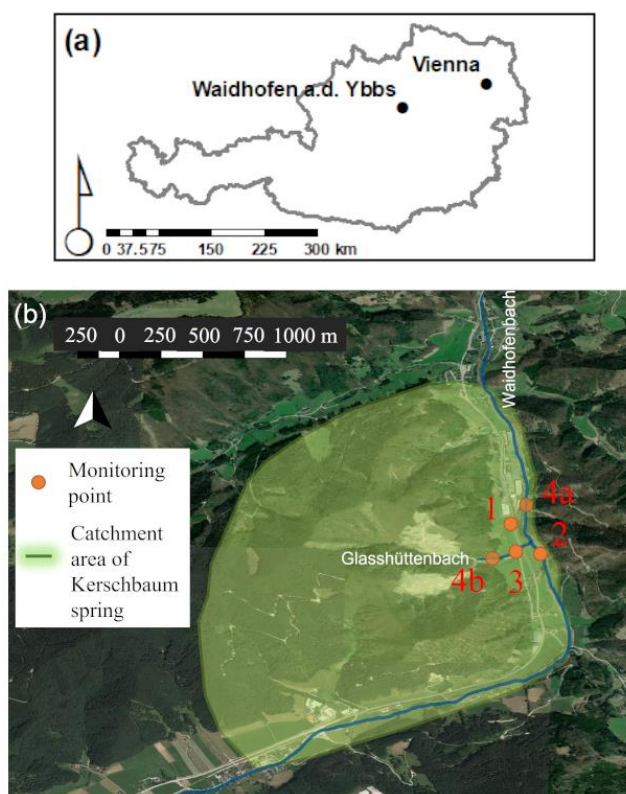 (a)
Vienna
Waidhofen a.d. Ybbs
0 37.575 150 225 300 km
(b)
250 0 250 500 750 1000 m
Waidhofenbach
Monitoring
point
Catchment
area of
Kerschbaum
spring
4a
1
2
Glasshüttenbach
4b
3